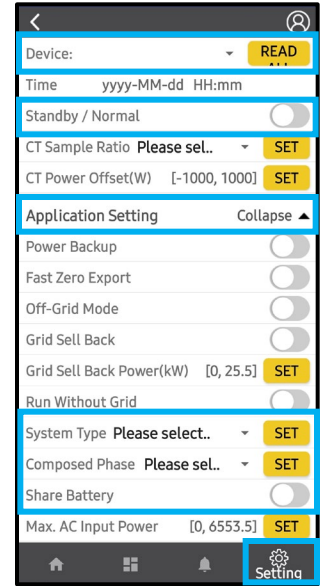 Device: READ
Time yyyy-MM-dd HH:mm
Standby / Normal
CT Sample Ratio Please sel.. SET
CT Power Offset(W) [-1000, 1000] SET
Application Setting Collapse ▲
Power Backup
Fast Zero Export
Off-Grid Mode
Grid Sell Back
Grid Sell Back Power(kW) [0, 25.5] SET
Run Without Grid
System Type Please select.. SET
Composed Phase Please sel.. SET
Share Battery
Max. AC Input Power [0, 6553.5] SET
Setting